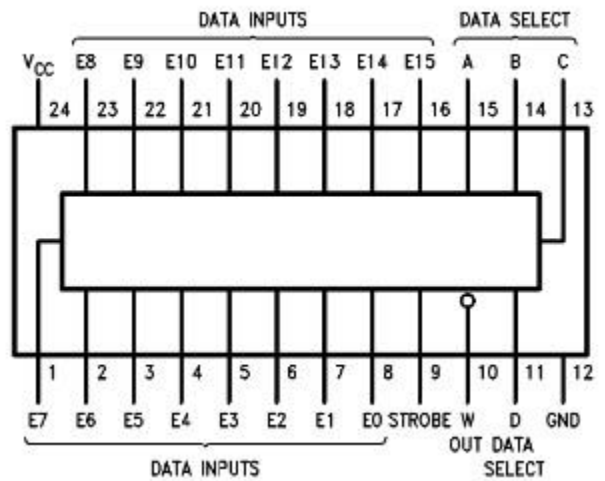 DATA INPUTS DATA SELECT
VCC E8 E9 E10 E11 E12 E13 E14 E15 A B C
24 23 22 21 20 19 18 17 16 15 14 13
1 2 3 4 5 6 7 8 9 10 11 12
E7 E6 E5 E4 E3 E2 E1 E0 STROBE W D GND
OUT DATA
DATA INPUTS SELECT